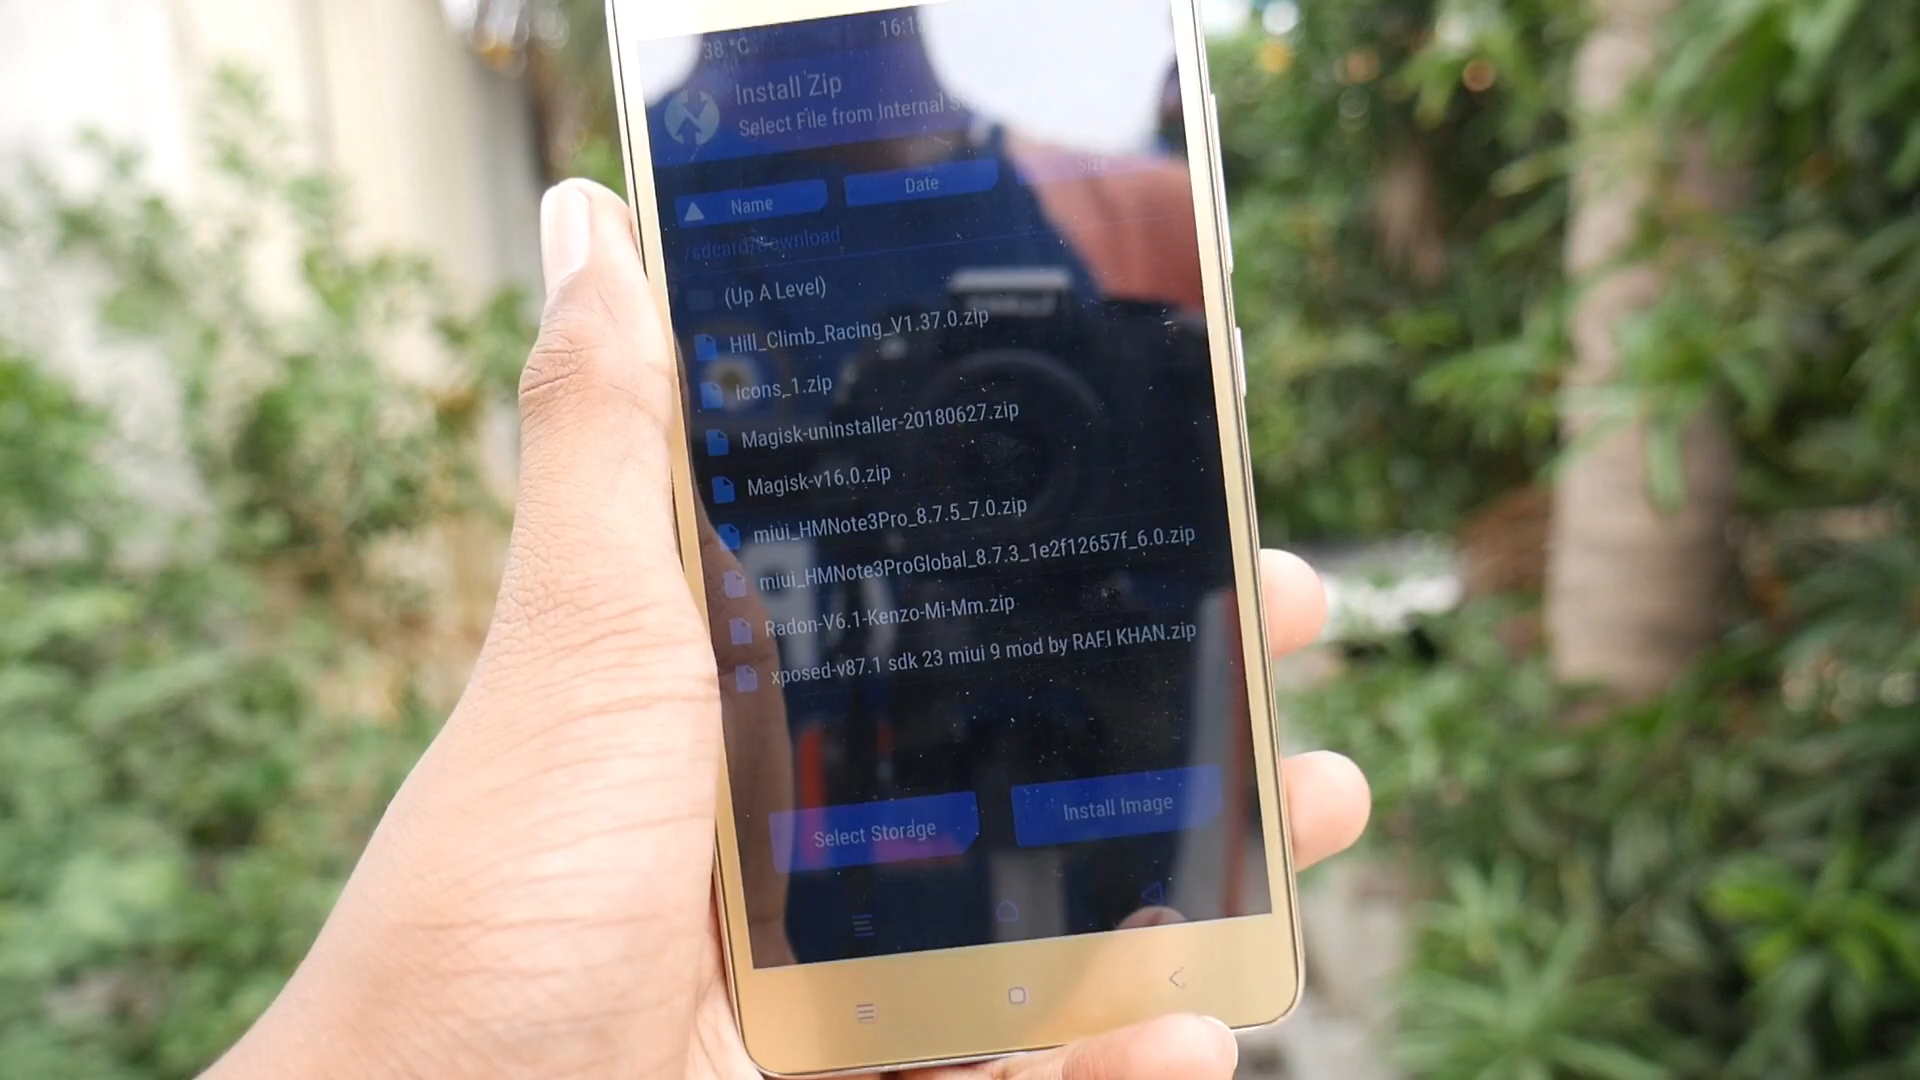 38 °C 16:1
Install Zip
Select File from Internal
Name Date Size
/sdcard/Download
(Up A Level)
Hill_Climb_Racing_V1.37.0.zip
icons_1.zip
Magisk-uninstaller-20180627.zip
Magisk-v16.0.zip
miui_HMNote3Pro_8.7.5_7.0.zip
miui_HMNote3ProGlobal_8.7.3_1e2f12657f_6.0.zip
Radon-V6.1-Kenzo-Mi-Mm.zip
xposed-v87.1 sdk 23 miui 9 mod by RAFI KHAN.zip
Select Storage Install Image